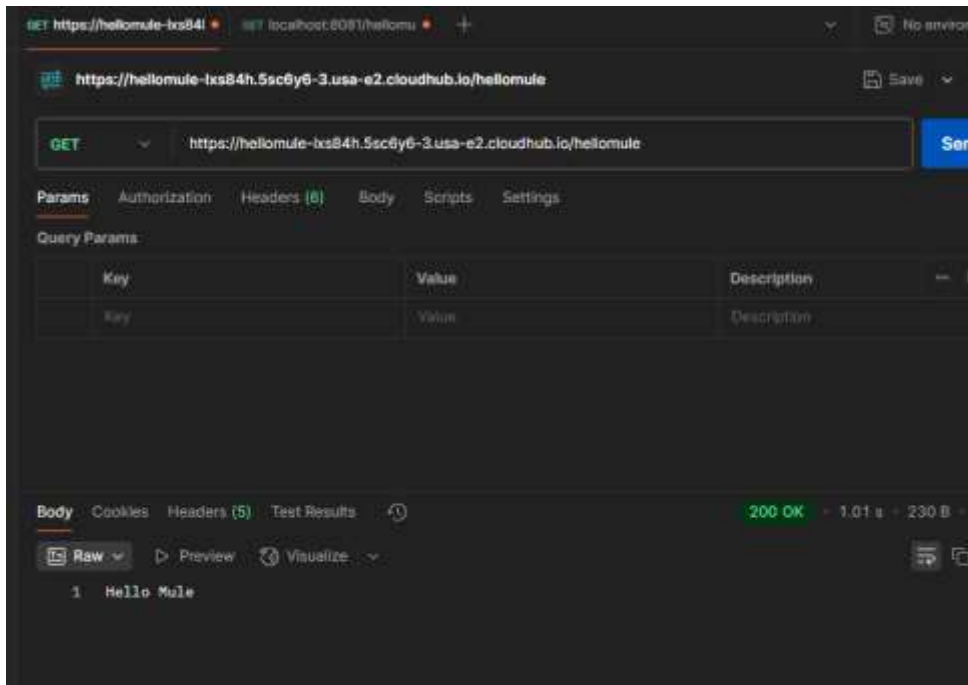 GET https://hellomule-lxs84l GET localhost:8081/hellomu + No environ
https://hellomule-lxs84h.5sc6y6-3.usa-e2.cloudhub.io/hellomule Save
GET https://hellomule-lxs84h.5sc6y6-3.usa-e2.cloudhub.io/hellomule Sen
Params Authorization Headers (6) Body Scripts Settings
Query Params
Key Value Description
Key Value Description
Body Cookies Headers (5) Test Results 200 OK 1.01 s 230 B
Raw Preview Visualize
1 Hello Mule